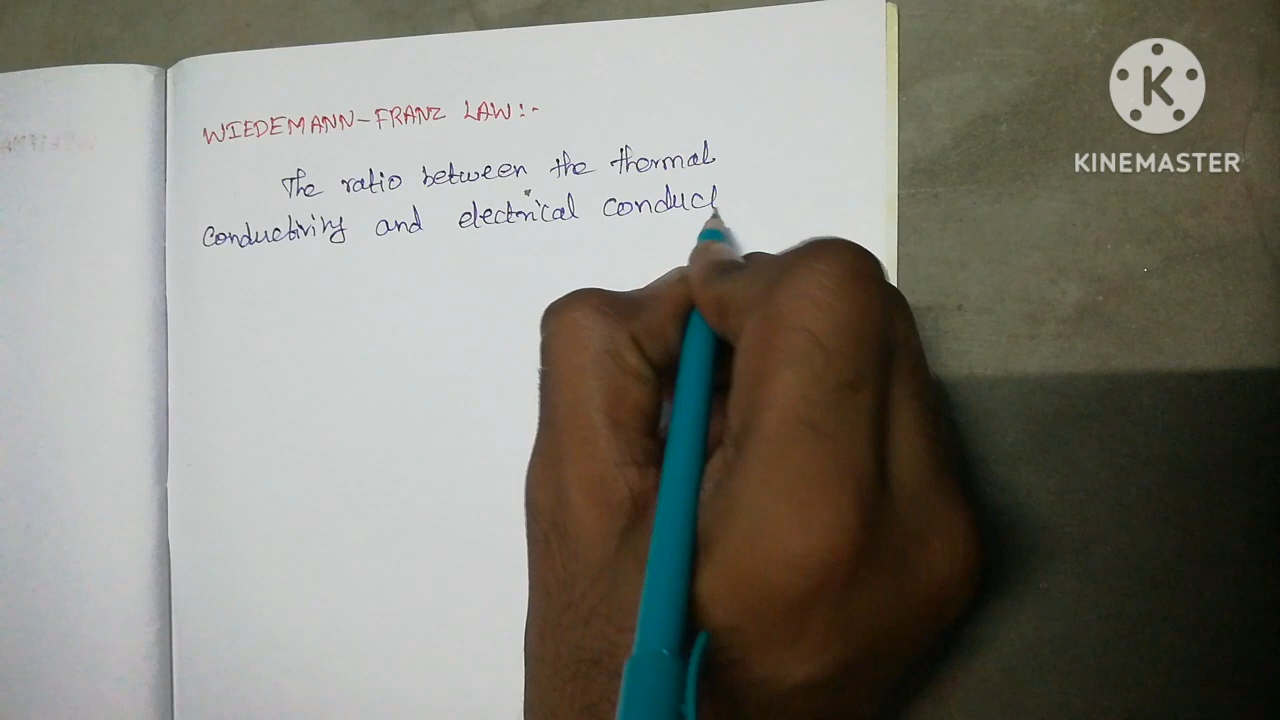 WIEDEMANN-FRANZ LAW:-
The ratio between the thermal
conductivity and electrical conduct
K
KINEMASTER